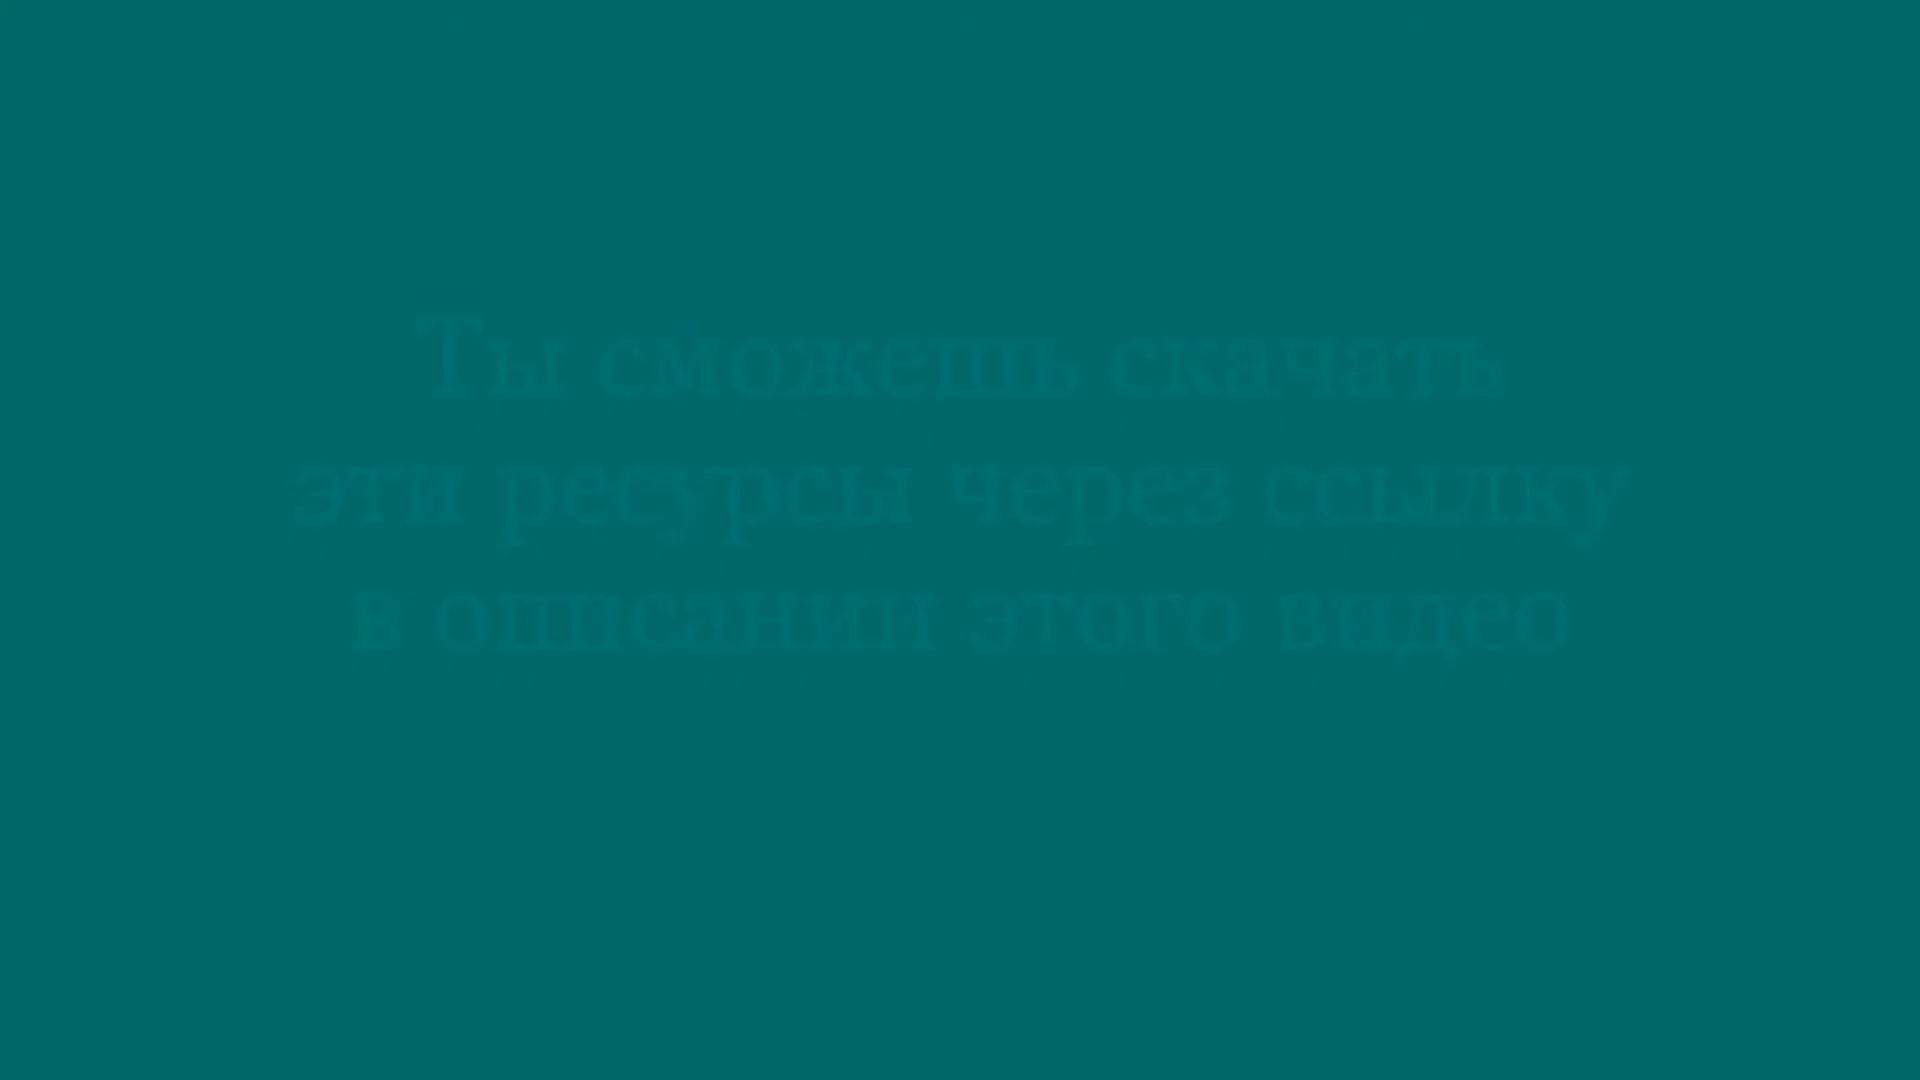 Ты сможешь скачать
эти ресурсы через ссылку
в описании этого видео